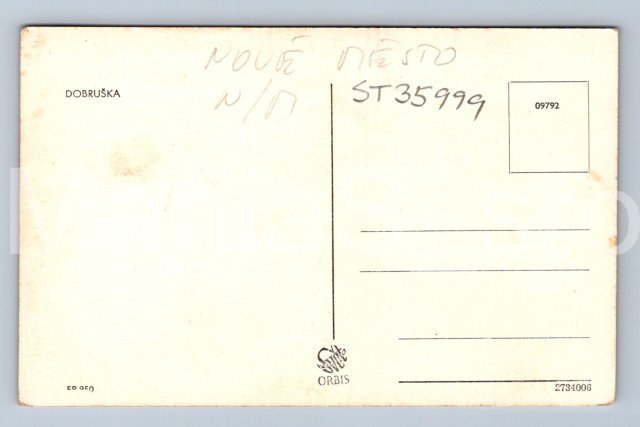 NOVÉ MĚSTO
N/M
ST35999
DOBRUŠKA
09792
ORBIS
2734006